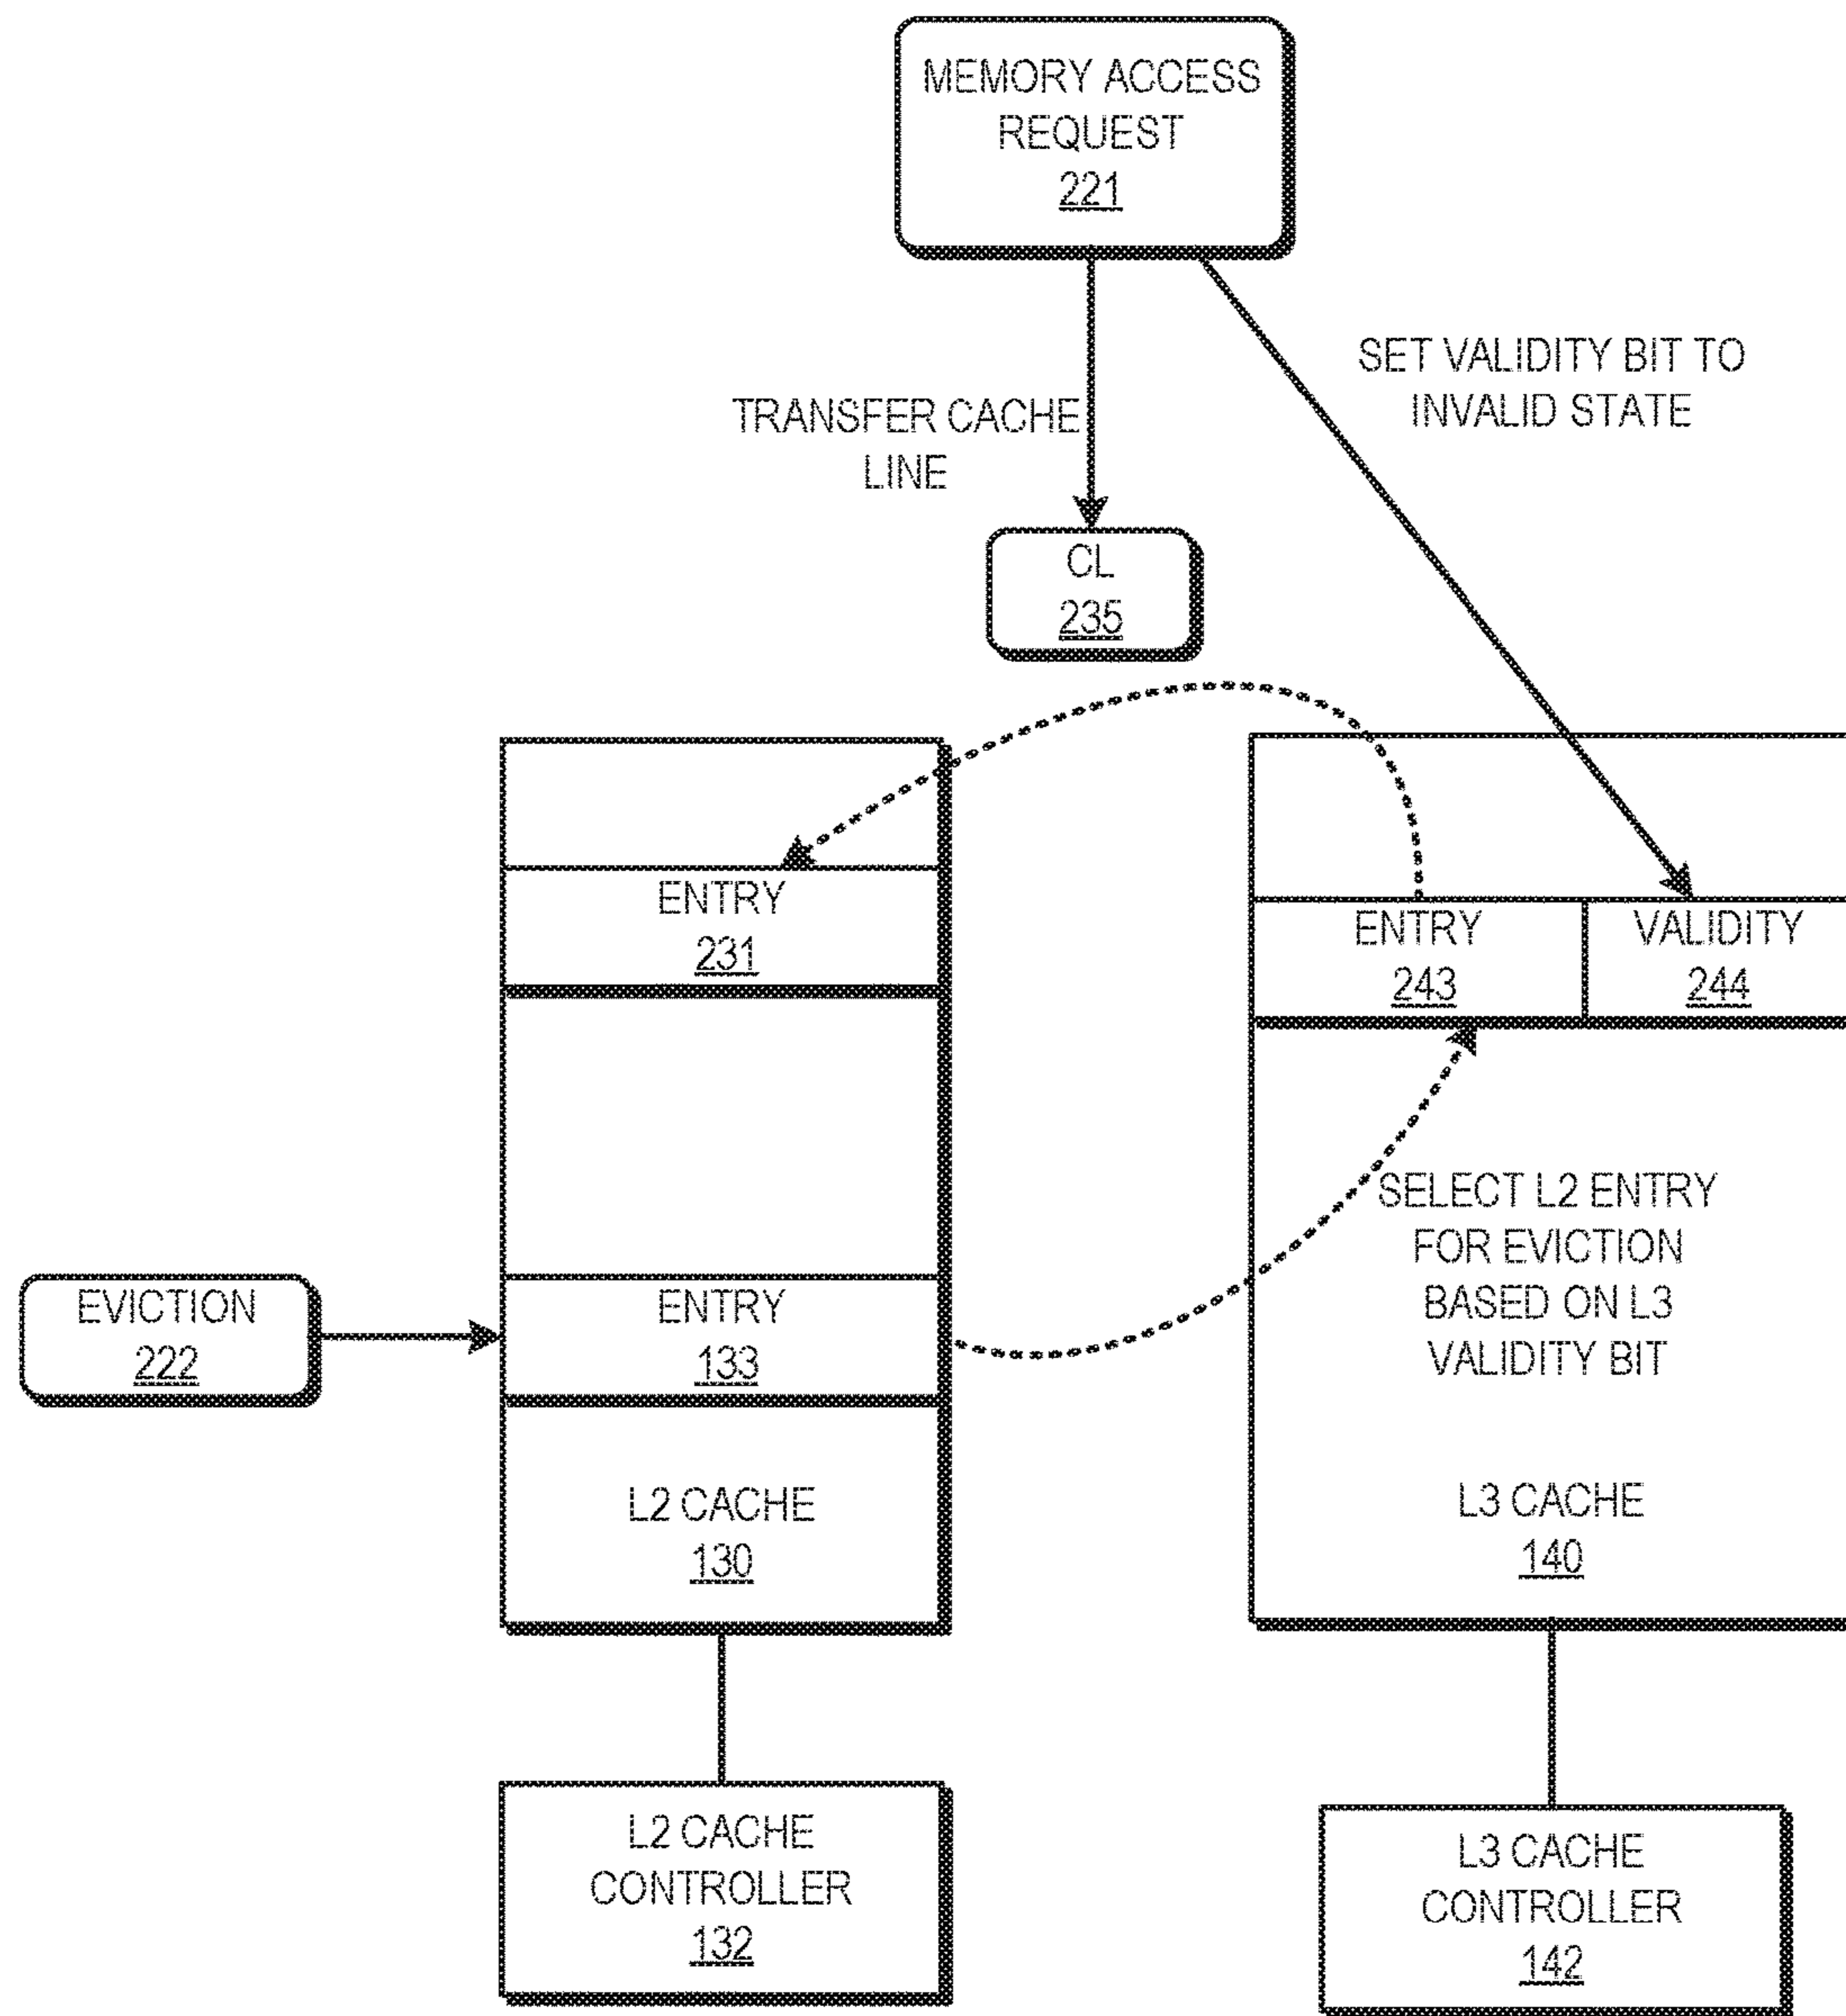 MEMORY ACCESS
REQUEST
221
SET VALIDITY BIT TO
INVALID STATE
TRANSFER CACHE
LINE
CL
235
ENTRY
231
ENTRY
243
VALIDITY
244
SELECT L2 ENTRY
FOR EVICTION
BASED ON L3
VALIDITY BIT
EVICTION
222
ENTRY
133
L2 CACHE
130
L3 CACHE
140
L2 CACHE
CONTROLLER
132
L3 CACHE
CONTROLLER
142